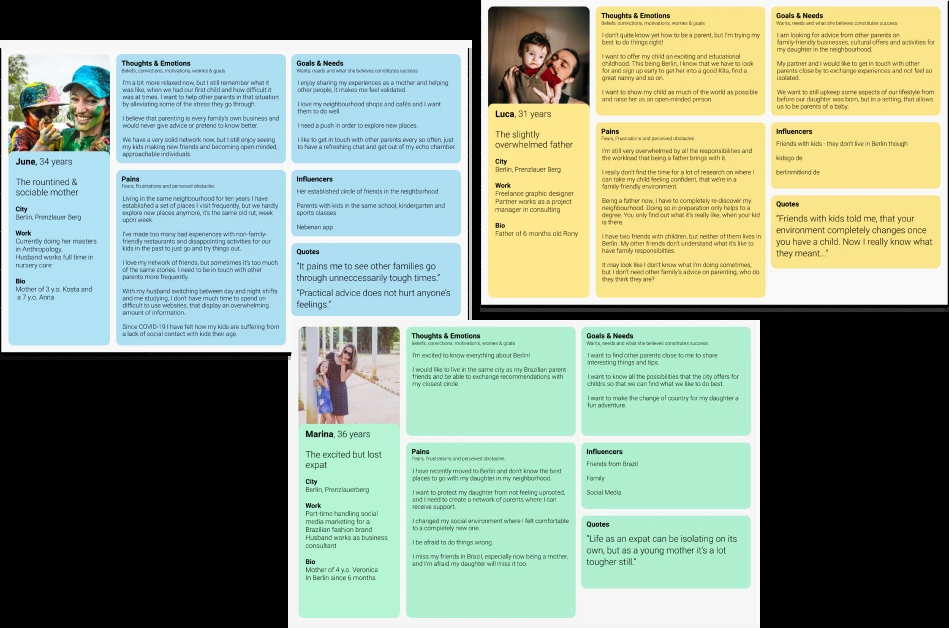 June, 34 years
The rountined &
sociable mother
City
Berlin, Prenzlauer Berg
Work
Currently doing her masters
in Anthropology.
Husband works full time in
nursery care
Bio
Mother of 3 y.o. Kosta and
a 7 y.o. Anna
Thoughts & Emotions
Beliefs, convictions, motivations, worries & goals
I'm a bit more relaxed now, but I still remember what it
was like, when we had our first child and how difficult it
was at times. I want to help other parents in that situation
by alleviating some of the stress they go through.
I believe that parenting is every family's own business and
would never give advice or pretend to know better.
We have a very solid network now, but I still enjoy seeing
my kids making new friends and becoming open-minded,
approachable individuals.
Pains
Fears, Frustrations and perceived obstacles
Living in the same neighbourhood for ten years I have
established a set of places I visit frequently, but we hardly
explore new places anymore, it's the same old rut, week
upon week.
I've made too many bad experiences with non-family-
friendly restaurants and disappointing activities for our
kids in the past to just go and try things out.
I love my network of friends, but sometimes it's too much
of the same stories. I need to be in touch with other
parents more frequently.
With my husband switching between day and night shifts
and me studying, I don't have much time to spend on
difficult to use websites, that display an overwhelming
amount of information.
Since COVID-19 I have felt how my kids are suffering from
a lack of social contact with kids their age.
Goals & Needs
Wants, needs and what she believes constitutes success
I enjoy sharing my experiences as a mother and helping
other people, it makes me feel validated.
I love my neighbourhood shops and cafés and I want
them to do well.
I need a push in order to explore new places.
I like to get in touch with other parents every so often, just
to have a refreshing chat and get out of my echo chamber.
Influencers
Her established circle of friends in the neighborhood
Parents with kids in the same school, kindergarten and
sports classes
Nebenan app
Quotes
“It pains me to see other families go
through unneccessarily tough times.”
“Practical advice does not hurt anyone's
feelings.”
Luca, 31 years
The slightly
overwhelmed father
City
Berlin, Prenzlauer Berg
Work
Freelance graphic designer
Partner works as a project
manager in consulting
Bio
Father of 6 months old Rony
Thoughts & Emotions
Beliefs, convictions, motivations, worries & goals
I don't quite know yet how to be a parent, but I'm trying my
best to do things right!
I want to offer my child an exciting and educational
childhood. This being Berlin, I know that we have to look
for and sign up early to get her into a good Kita, find a
great nanny and so on.
I want to show my child as much of the world as possible
and raise her as an open-minded person
Pains
Fears, Frustrations and perceived obstacles
I'm still very overwhelmed by all the responsibilities and
the workload that being a father brings with it.
I really don't find the time for a lot of research on where I
can take my child feeling confident, that we're in a
family-friendly environment.
Being a father now, I have to completely re-discover my
neighbourhood. Doing so in preparation only helps to a
degree. You only find out what it's really like, when your kid
is there.
I have two friends with children, but neither of them lives in
Berlin. My other friends don't understand what it's like to
have family responsibilities.
It may look like I don't know what I'm doing sometimes,
but I don't need other family's advice on parenting, who do
they think they are?
Goals & Needs
Wants, needs and what she believes constitutes success
I am looking for advice from other parents on
family-friendly businesses, cultural offers and activities for
my daughter in the neighbourhood.
My partner and I would like to get in touch with other
parents close by to exchange experiences and not feel so
isolated.
We want to still upkeep some aspects of our lifestyle from
before our daughter was born, but in a setting, that allows
us to be parents of a baby.
Influencers
Friends with kids - they don't live in Berlin though
kidsgo.de
berlinmitkind.de
Quotes
“Friends with kids told me, that your
environment completely changes once
you have a child. Now I really know what
they meant...”
Marina, 36 years
The excited but lost
expat
City
Berlin, Prenzlauerberg
Work
Part-time handling social
media marketing for a
Brazilian fashion brand
Husband works as business
consultant
Bio
Mother of 4 y.o. Veronica
In Berlin since 6 months
Thoughts & Emotions
Beliefs, convictions, motivations, worries & goals
I'm excited to know everything about Berlin!
I would like to live in the same city as my Brazilian parent
friends and be able to exchange recommendations with
my closest circle.
Pains
Fears, Frustrations and perceived obstacles
I have recently moved to Berlin and don't know the best
places to go with my daughter in my neighborhood.
I want to protect my daughter from not feeling uprooted,
and i need to create a network of parents where I can
receive support.
I changed my social environment where i felt comfortable
to a completely new one.
I be afraid to do things wrong.
I miss my friends in Brazil, especially now being a mother,
and I'm afraid my daughter will miss it too.
Goals & Needs
Wants, needs and what she believes constitutes success
I want to find other parents close to me to share
interesting things and tips.
I want to know all the possibilities that the city offers for
childrs so that we can find what we like to do best.
I want to make the change of country for my daughter a
fun adventure.
Influencers
Friends from Brazil
Family
Social Media
Quotes
“Life as an expat can be isolating on its
own, but as a young mother it's a lot
tougher still.”